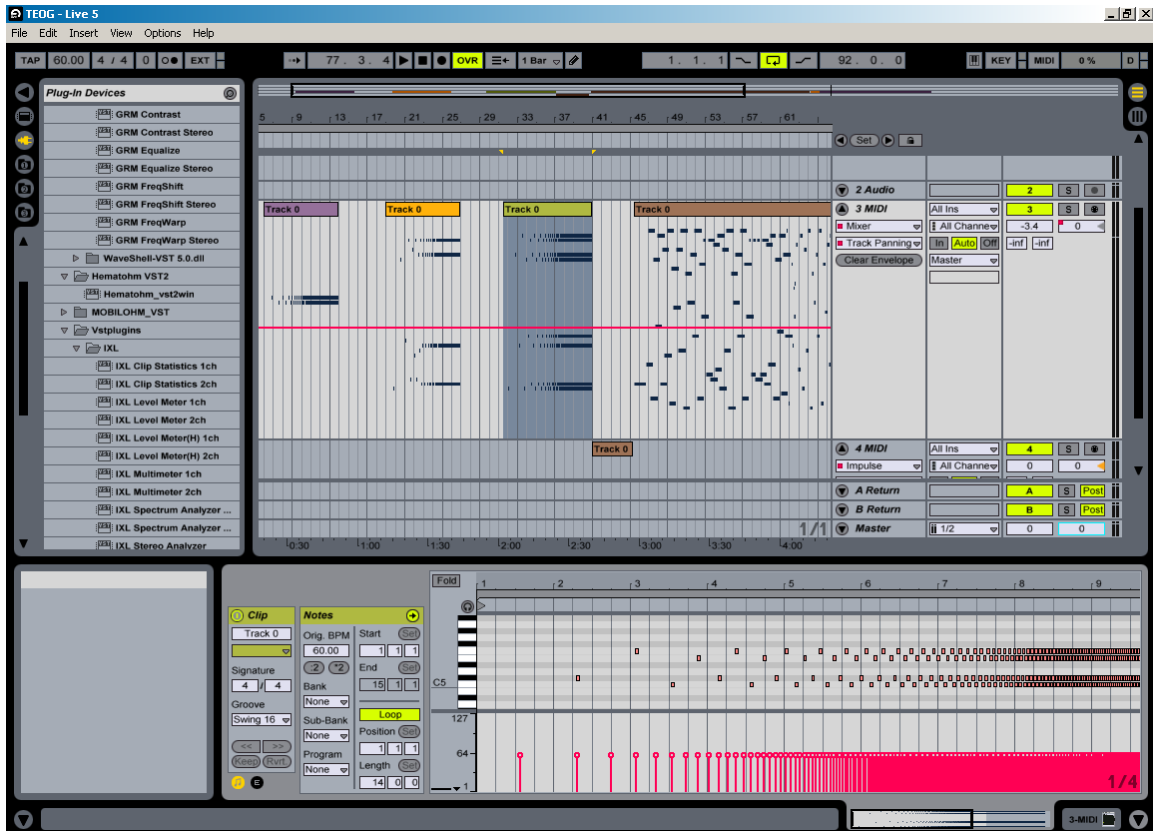 TEOG - Live 5
File Edit Insert View Options Help
TAP 60.00 4 / 4 0 EXT 77. 3. 4 OVR 1 Bar 1. 1. 1 92. 0. 0 KEY MIDI 0 % D
Plug-In Devices
GRM Contrast
GRM Contrast Stereo
GRM Equalize
GRM Equalize Stereo
GRM FreqShift
GRM FreqShift Stereo
GRM FreqWarp
GRM FreqWarp Stereo
WaveShell-VST 5.0.dll
Hematohm VST2
Hematohm_vst2win
MOBILOHM_VST
Vstplugins
IXL
IXL Clip Statistics 1ch
IXL Clip Statistics 2ch
IXL Level Meter 1ch
IXL Level Meter 2ch
IXL Level Meter(H) 1ch
IXL Level Meter(H) 2ch
IXL Multimeter 1ch
IXL Multimeter 2ch
IXL Spectrum Analyzer ...
IXL Spectrum Analyzer ...
IXL Stereo Analyzer
5 9 13 17 21 25 29 33 37 41 45 49 53 57 61
Set
2 Audio 2 S
Track 0 Track 0 Track 0 Track 0
3 MIDI All Ins 3 S
Mixer All Channe -3.4 0
Track Panning In Auto Off -inf -inf
Clear Envelope Master
Track 0
4 MIDI All Ins 4 S
Impulse All Channe 0 0
A Return A S Post
B Return B S Post
1/1 Master 1/2 0 0
0:30 1:00 1:30 2:00 2:30 3:00 3:30 4:00
Clip
Track 0
Signature
4 / 4
Groove
Swing 16
<< >>
Keep Rvrt.
E
Notes
Orig. BPM
60.00
:2 *2
Bank
None
Sub-Bank
None
Program
None
Start Set
1 1 1
End Set
15 1 1
Loop
Position Set
1 1 1
Length Set
14 0 0
Fold
1 2 3 4 5 6 7 8 9
C5
127
64
1
1/4
3-MIDI